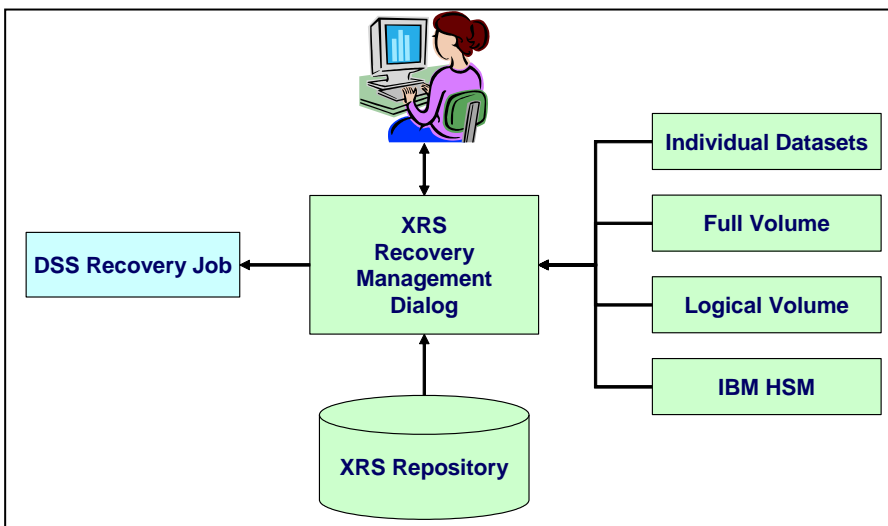 Individual Datasets
XRS
Recovery
Management
Dialog
Full Volume
DSS Recovery Job
Logical Volume
IBM HSM
XRS Repository